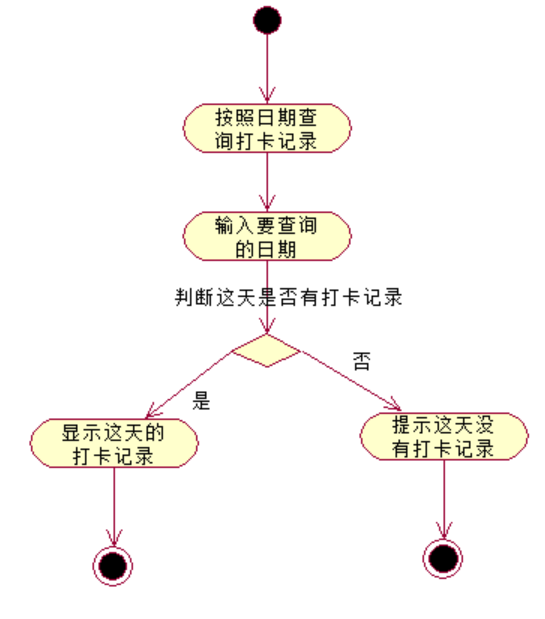 按照日期查
询打卡记录
输入要查询
的日期
判断这天是否有打卡记录
是
否
显示这天的
打卡记录
提示这天没
有打卡记录